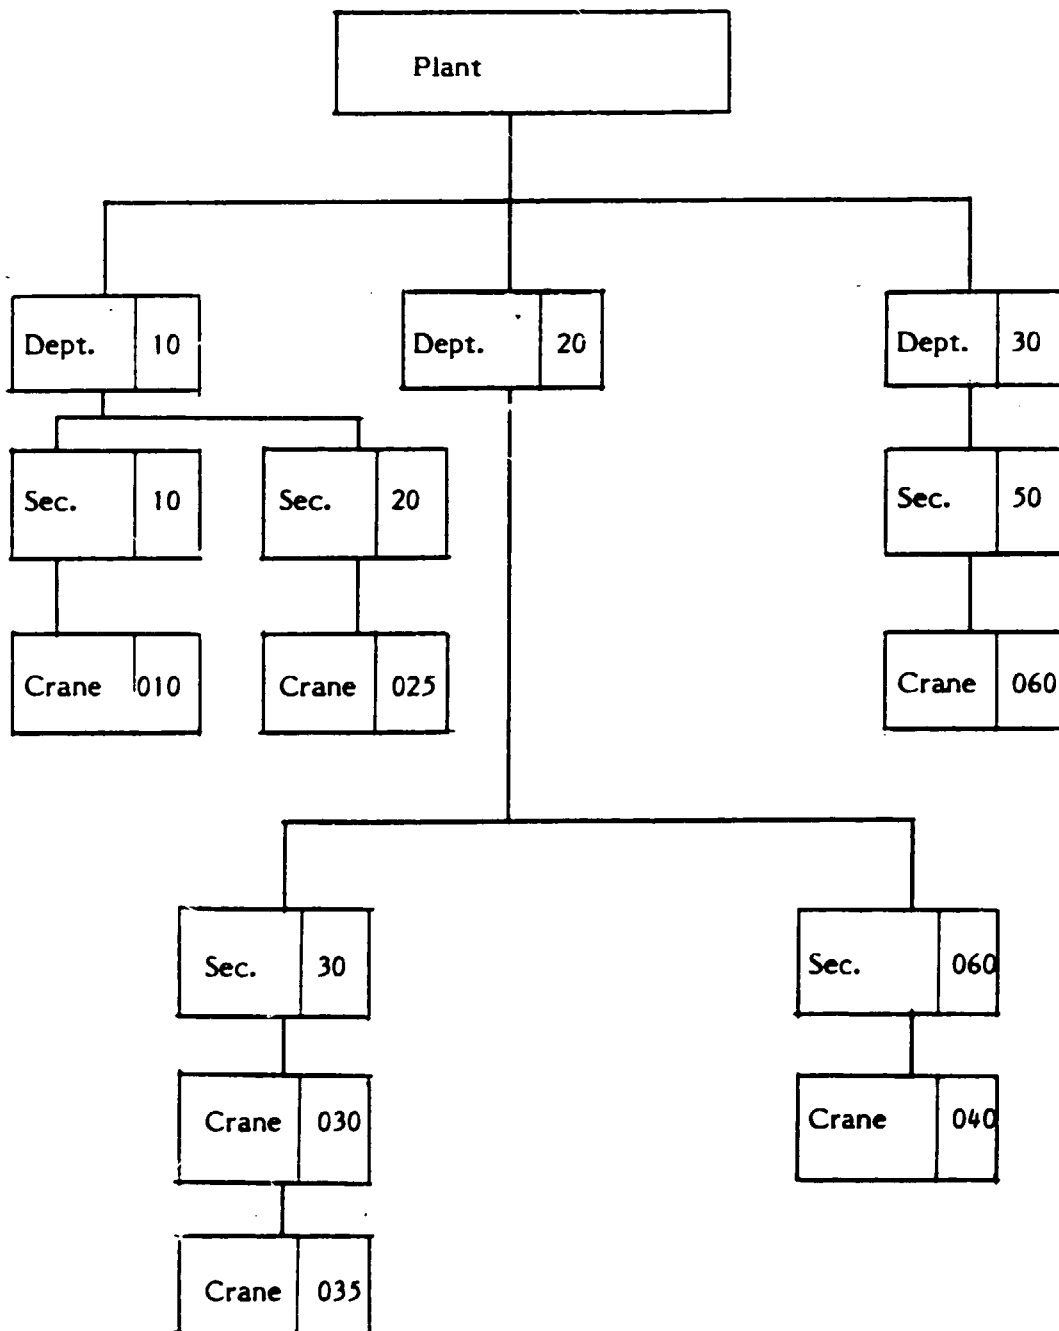 Plant
Dept. 10
Dept. 20
Dept. 30
Sec. 10
Sec. 20
Sec. 50
Crane 010
Crane 025
Crane 060
Sec. 30
Sec. 060
Crane 030
Crane 040
Crane 035